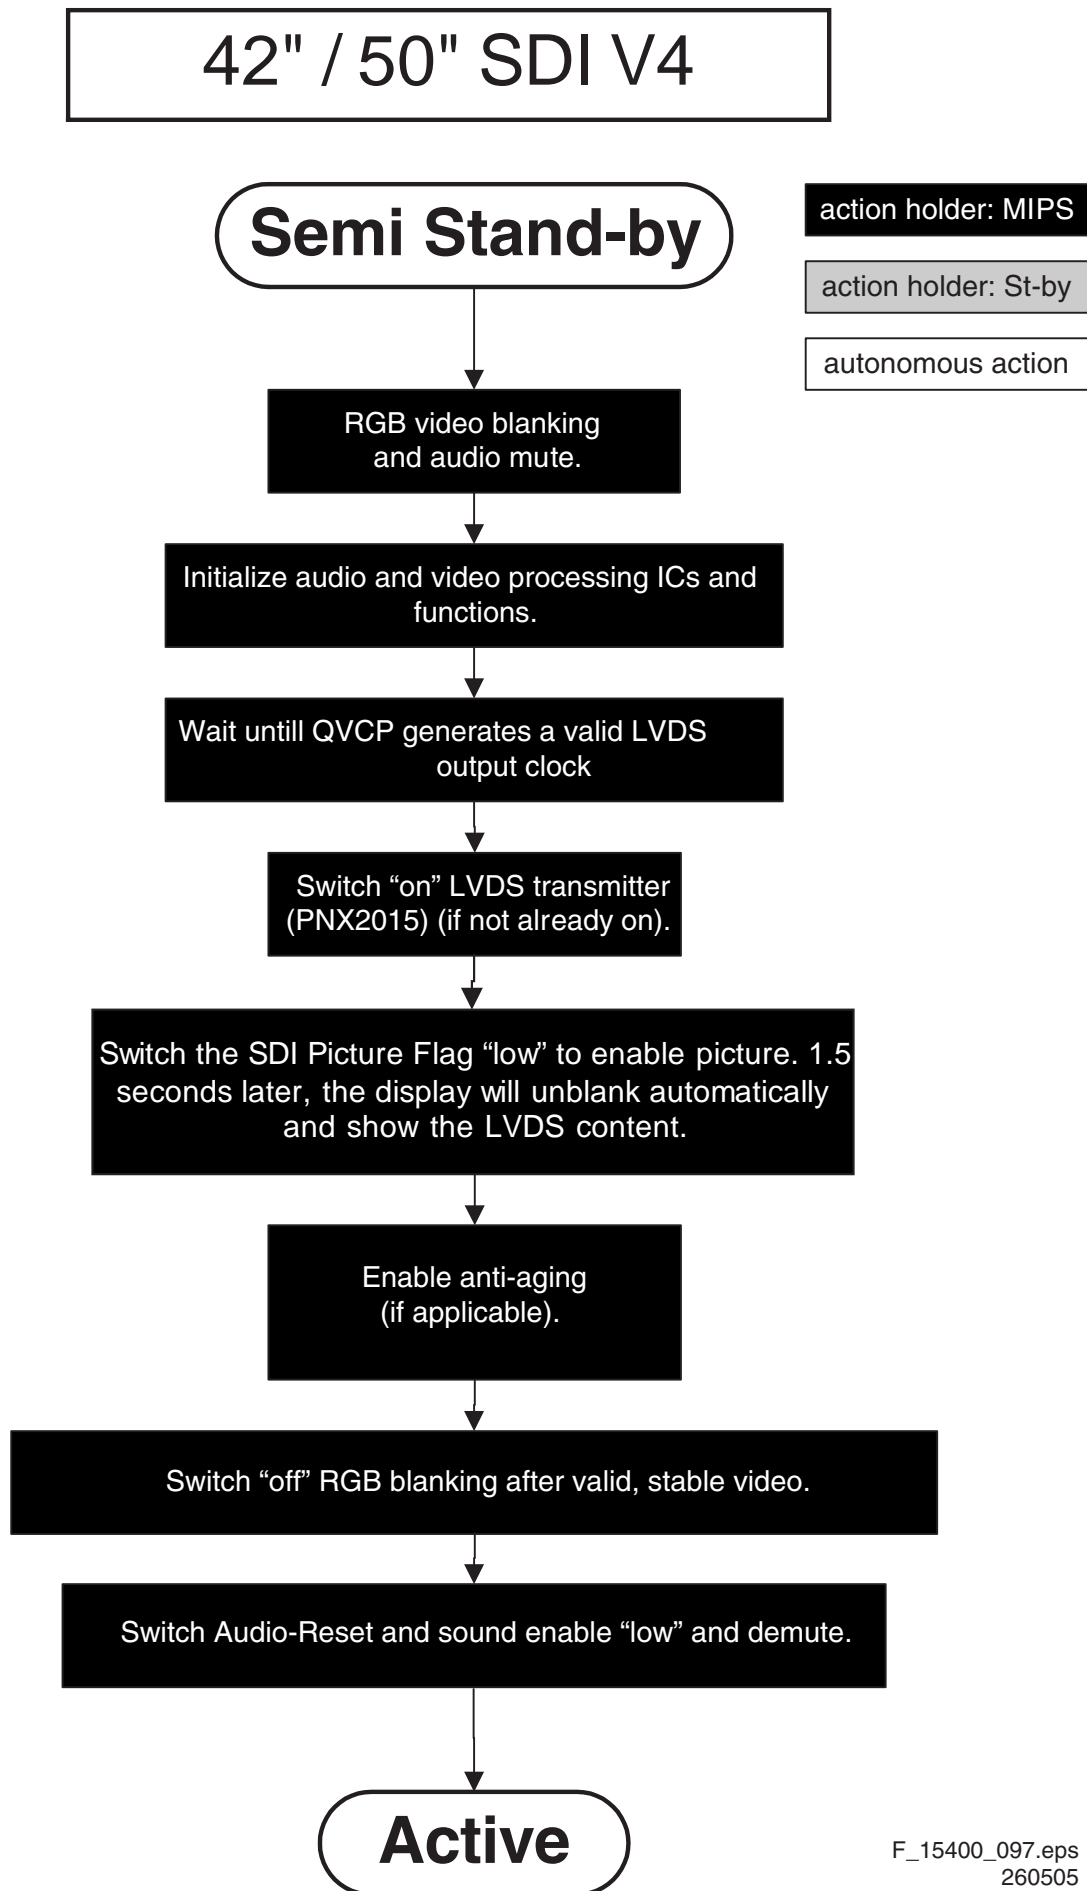 42" / 50" SDI V4
Semi Stand-by
action holder: MIPS
action holder: St-by
autonomous action
RGB video blanking
and audio mute.
Initialize audio and video processing ICs and
functions.
Wait untill QVCP generates a valid LVDS
output clock
Switch “on” LVDS transmitter
(PNX2015) (if not already on).
Switch the SDI Picture Flag “low” to enable picture. 1.5
seconds later, the display will unblank automatically
and show the LVDS content.
Enable anti-aging
(if applicable).
Switch “off” RGB blanking after valid, stable video.
Switch Audio-Reset and sound enable “low” and demute.
Active
F_15400_097.eps
260505